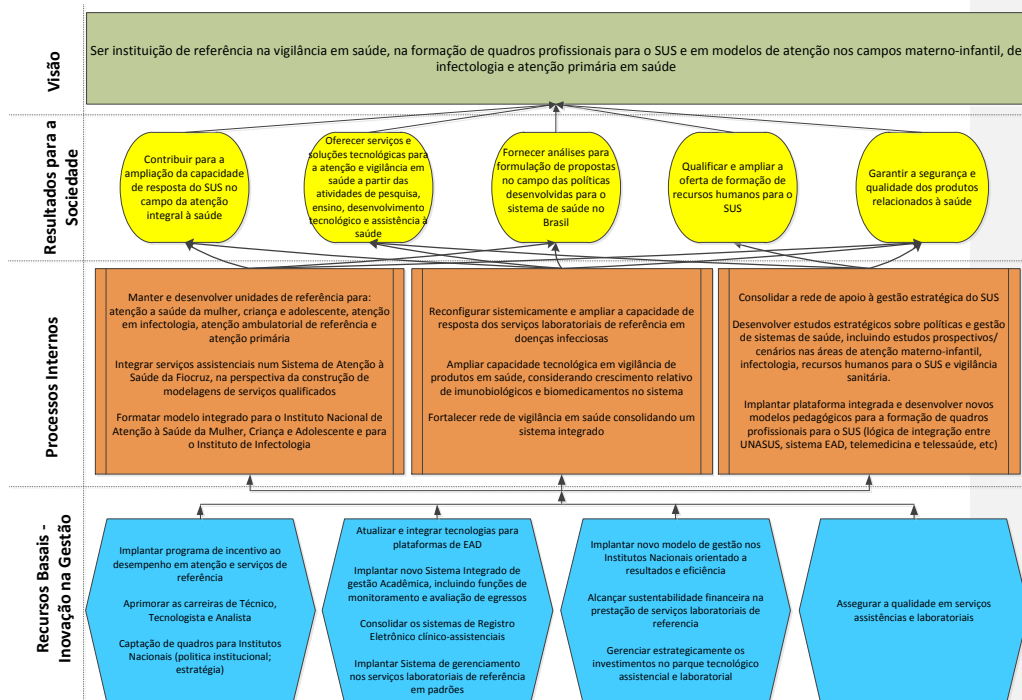 Visão
Ser instituição de referência na vigilância em saúde, na formação de quadros profissionais para o SUS e em modelos de atenção nos campos materno-infantil, de
infectologia e atenção primária em saúde
Resultados para a
Sociedade
Contribuir para a
ampliação da capacidade
de resposta do SUS no
campo da atenção
integral à saúde
Oferecer serviços e
soluções tecnológicas para
a atenção e vigilância em
saúde a partir das
atividades de pesquisa,
ensino, desenvolvimento
tecnológico e assistência à
saúde
Fornecer análises para
formulação de propostas
no campo das políticas
desenvolvidas para o
sistema de saúde no
Brasil
Qualificar e ampliar a
oferta de formação de
recursos humanos para o
SUS
Garantir a segurança e
qualidade dos produtos
relacionados à saúde
Processos Internos
Manter e desenvolver unidades de referência para:
atenção a saúde da mulher, criança e adolescente, atenção
em infectologia, atenção ambulatorial de referência e
atenção primária
Integrar serviços assistenciais num Sistema de Atenção à
Saúde da Fiocruz, na perspectiva da construção de
modelagens de serviços qualificados
Formatar modelo integrado para o Instituto Nacional de
Atenção à Saúde da Mulher, Criança e Adolescente e para
o Instituto de Infectologia
Reconfigurar sistemicamente e ampliar a capacidade de
resposta dos serviços laboratoriais de referência em
doenças infecciosas
Ampliar capacidade tecnológica em vigilância de
produtos em saúde, considerando crescimento relativo
de imunobiológicos e biomedicamentos no sistema
Fortalecer rede de vigilância em saúde consolidando um
sistema integrado
Consolidar a rede de apoio à gestão estratégica do SUS
Desenvolver estudos estratégicos sobre políticas e gestão
de sistemas de saúde, incluindo estudos prospectivos/
cenários nas áreas de atenção materno-infantil,
infectologia, recursos humanos para o SUS e vigilância
sanitária.
Implantar plataforma integrada e desenvolver novos
modelos pedagógicos para a formação de quadros
profissionais para o SUS (lógica de integração entre
UNASUS, sistema EAD, telemedicina e telessaúde, etc)
Recursos Basais -
Inovação na Gestão
Implantar programa de incentivo ao
desempenho em atenção e serviços de
referência
Aprimorar as carreiras de Técnico,
Tecnologista e Analista
Captação de quadros para Institutos
Nacionais (politica institucional;
estratégia)
Atualizar e integrar tecnologias para
plataformas de EAD
Implantar novo Sistema Integrado de
gestão Acadêmica, incluindo funções de
monitoramento e avaliação de egressos
Consolidar os sistemas de Registro
Eletrônico clínico-assistenciais
Implantar Sistema de gerenciamento
nos serviços laboratoriais de referência
em padrões
Implantar novo modelo de gestão nos
Institutos Nacionais orientado a
resultados e eficiência
Alcançar sustentabilidade financeira na
prestação de serviços laboratoriais de
referencia
Gerenciar estrategicamente os
investimentos no parque tecnológico
assistencial e laboratorial
Assegurar a qualidade em serviços
assistências e laboratoriais